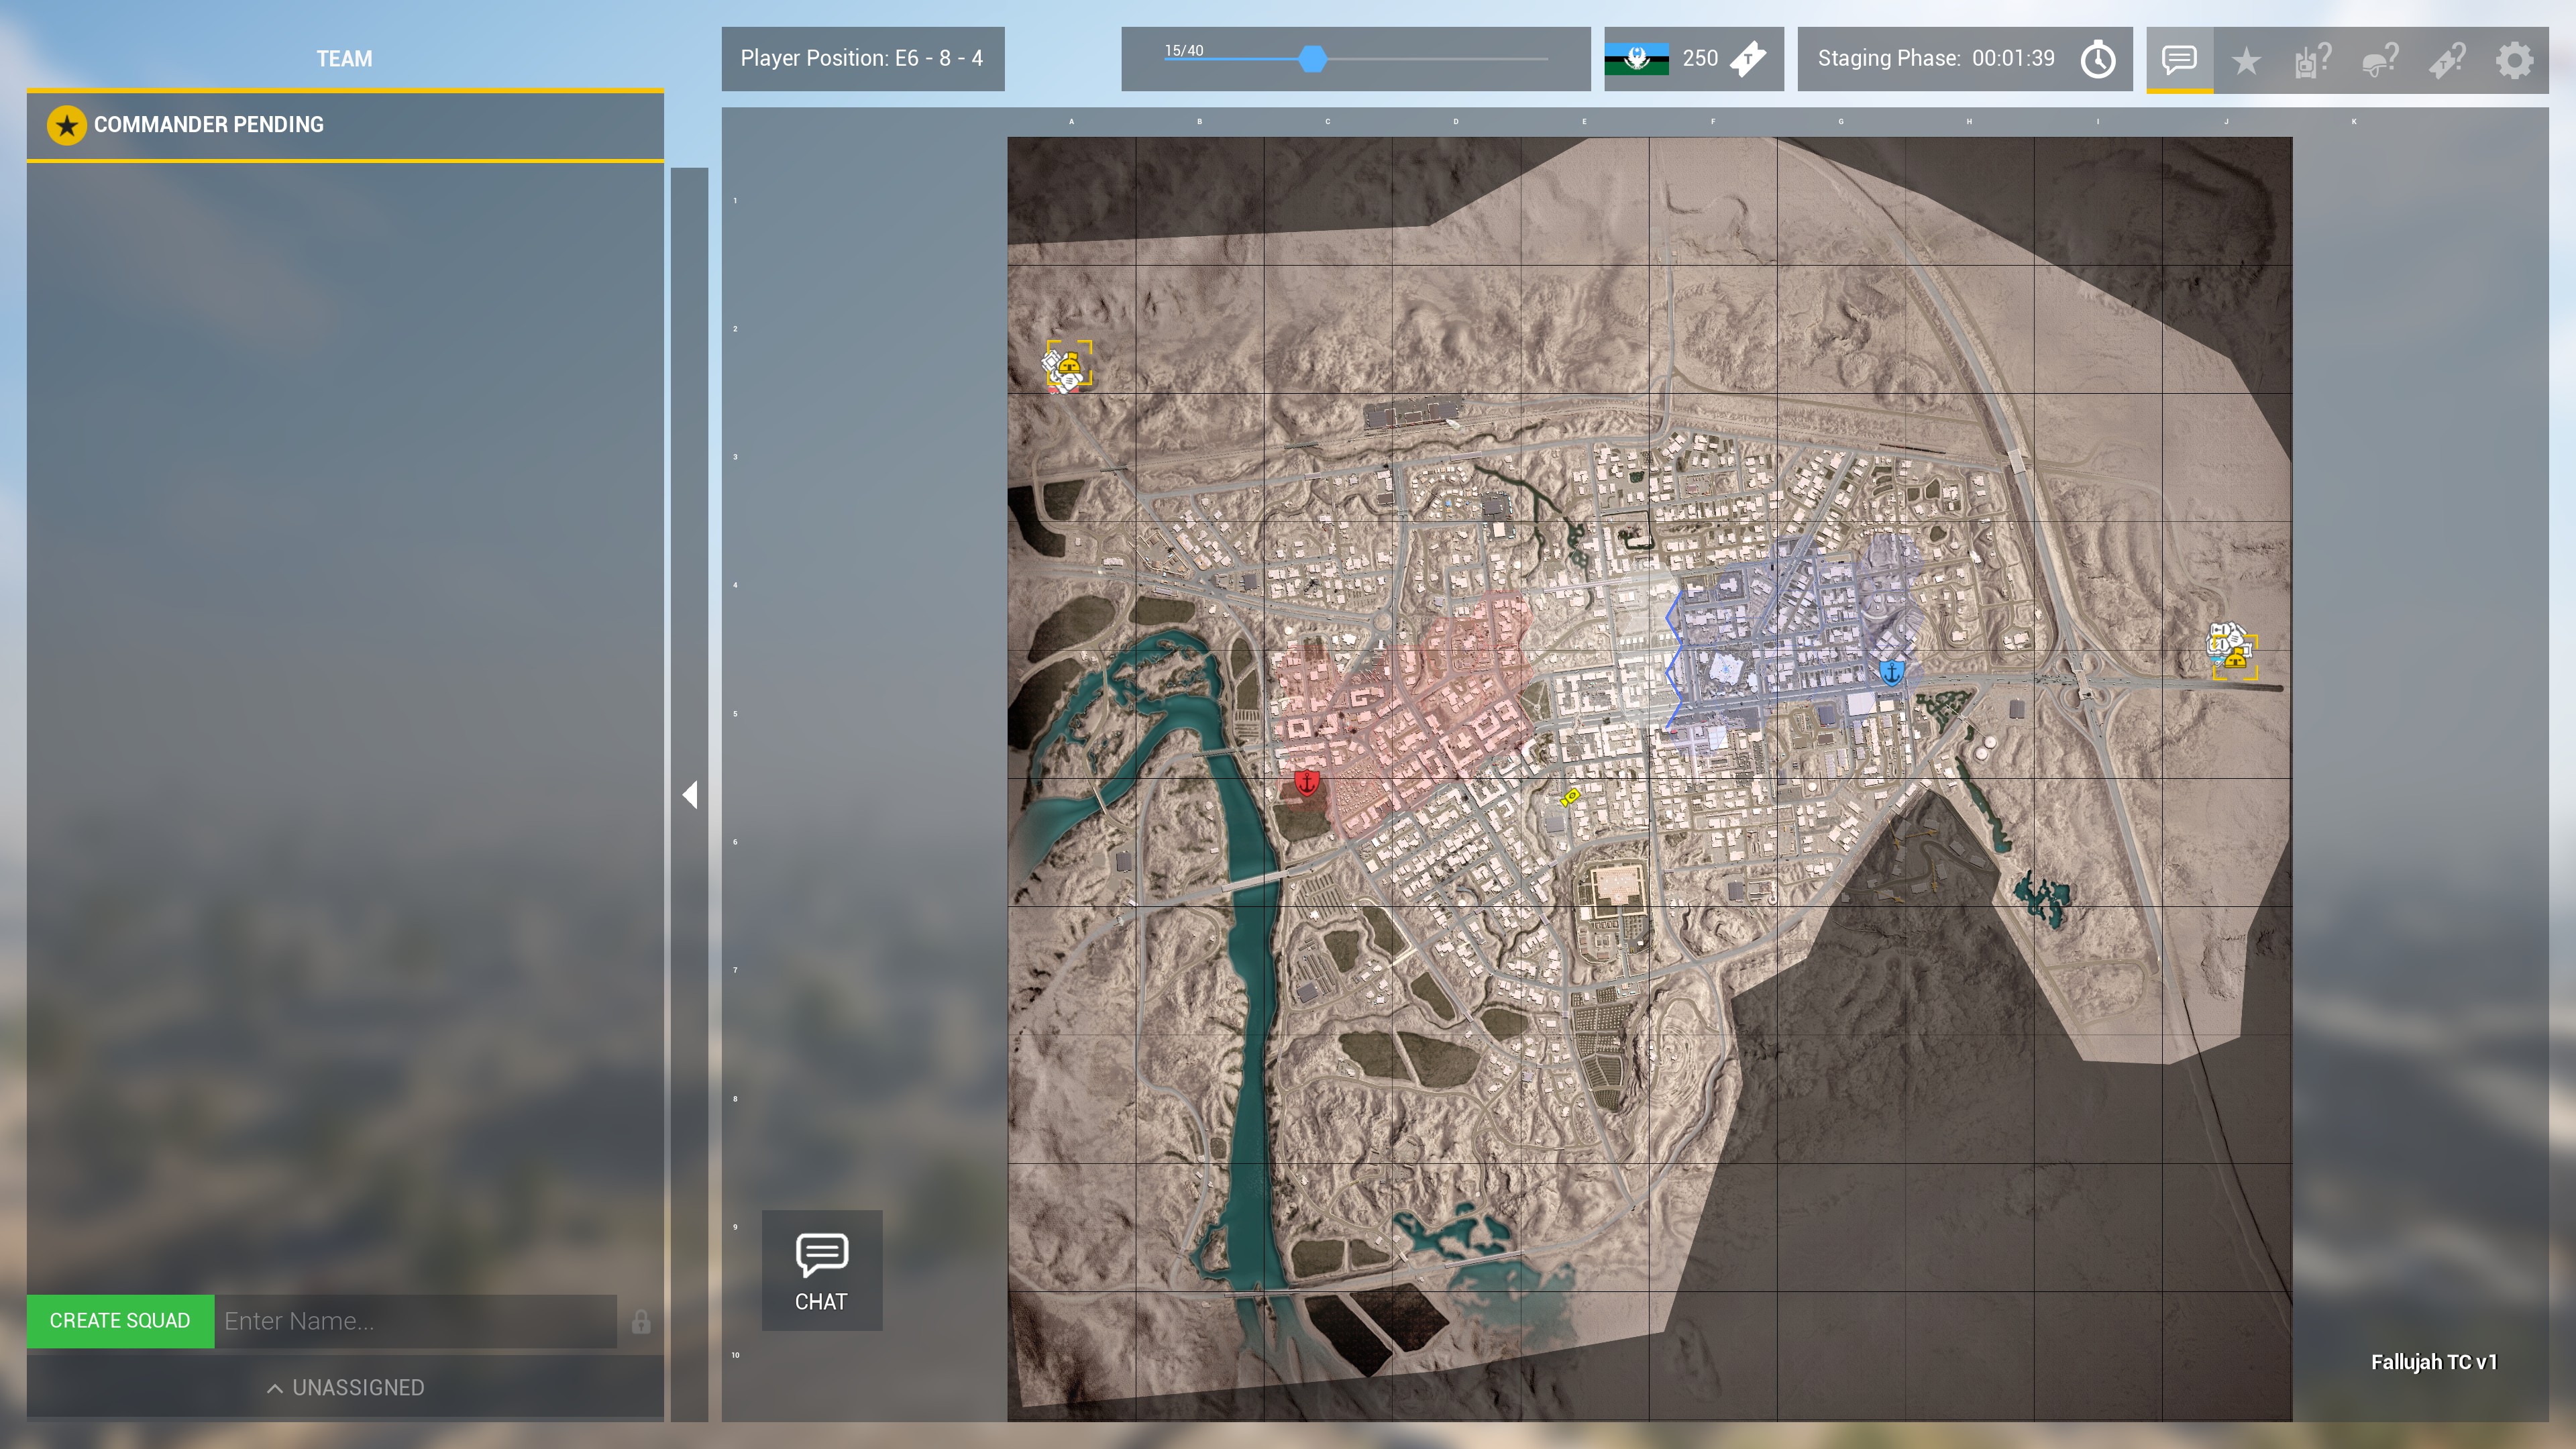 TEAM
Player Position: E6 - 8 - 4
15/40
250
Staging Phase: 00:01:39
COMMANDER PENDING
A B C D E F G H I J K
1
2
3
4
5
6
7
8
9
10
CHAT
CREATE SQUAD
Enter Name...
UNASSIGNED
Fallujah TC v1